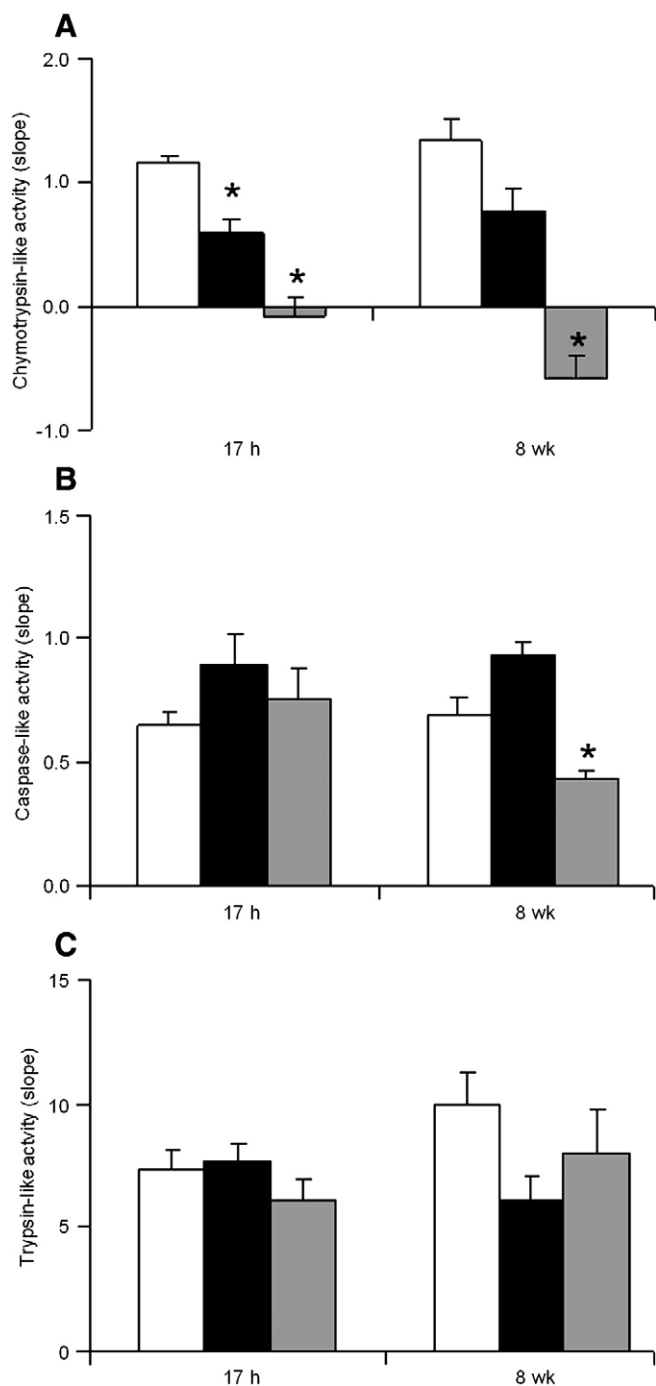 A
Chymotrypsin-like actvity (slope)
2.0
1.0
0.0
-1.0
*
*
*
17 h
8 wk
B
Caspase-like actvity (slope)
1.5
1.0
0.5
0.0
*
17 h
8 wk
C
Trypsin-like actvity (slope)
15
10
5
0
17 h
8 wk